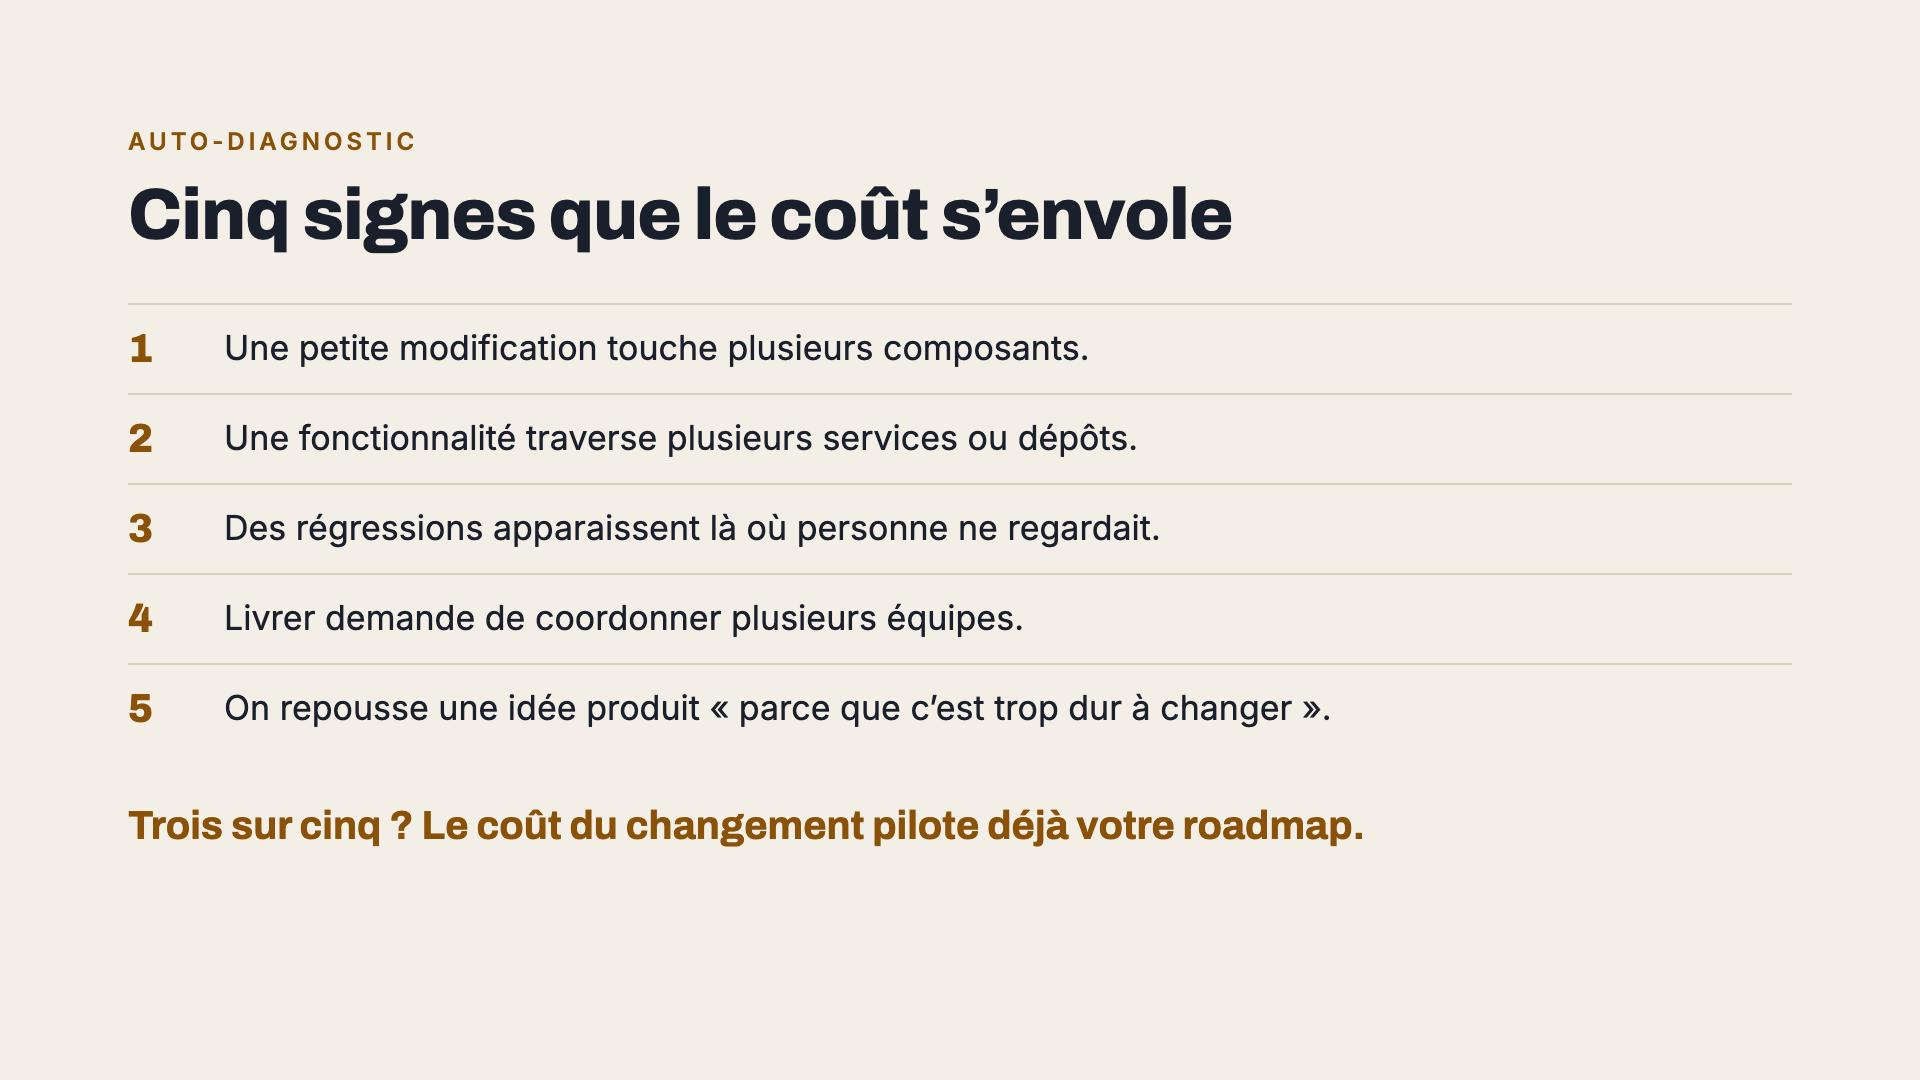 AUTO-DIAGNOSTIC
Cinq signes que le coût s’envole
1 Une petite modification touche plusieurs composants.
2 Une fonctionnalité traverse plusieurs services ou dépôts.
3 Des régressions apparaissent là où personne ne regardait.
4 Livrer demande de coordonner plusieurs équipes.
5 On repousse une idée produit « parce que c’est trop dur à changer ».
Trois sur cinq ? Le coût du changement pilote déjà votre roadmap.